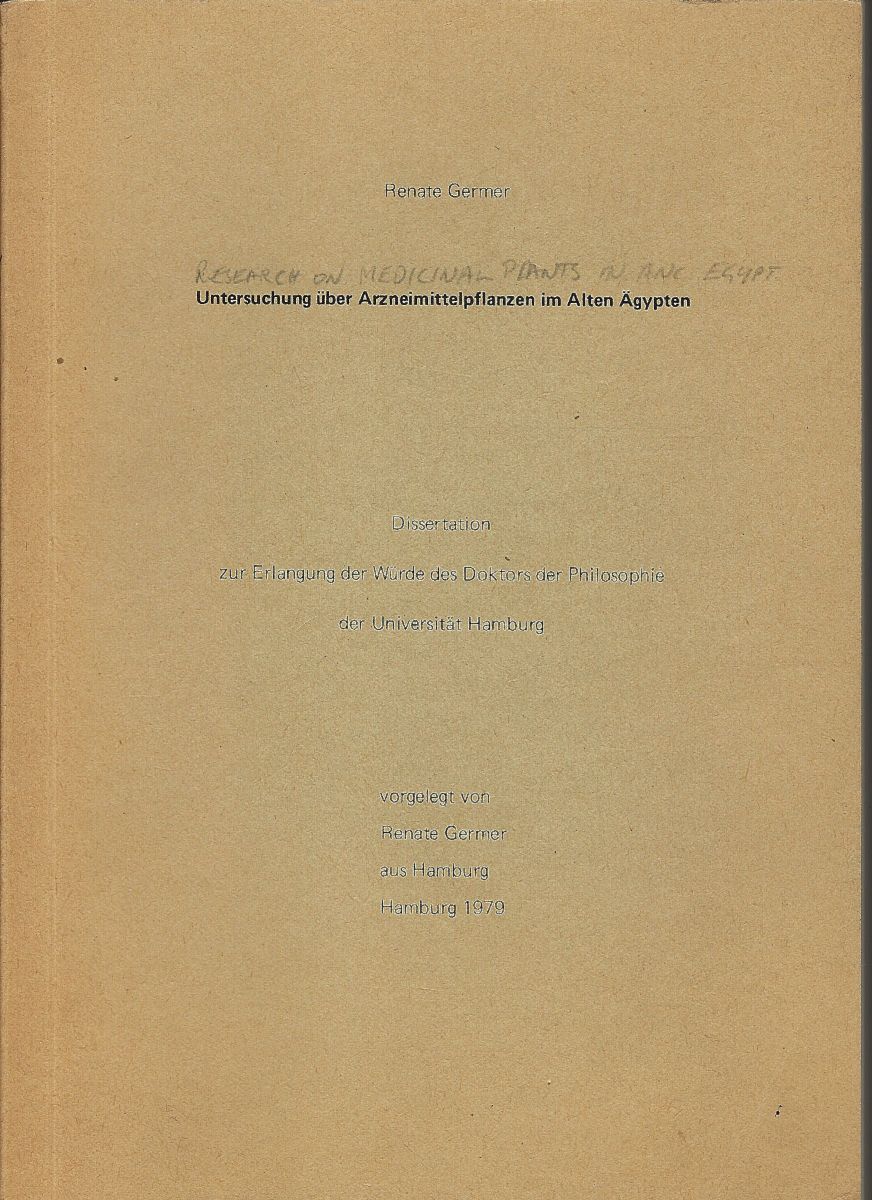 Renate Germer
RESEARCH ON MEDICINAL PLANTS IN ANC EGYPT
Untersuchung über Arzneimittelpflanzen im Alten Ägypten
Dissertation
zur Erlangung der Würde des Doktors der Philosophie
der Universität Hamburg
vorgelegt von
Renate Germer
aus Hamburg
Hamburg 1979